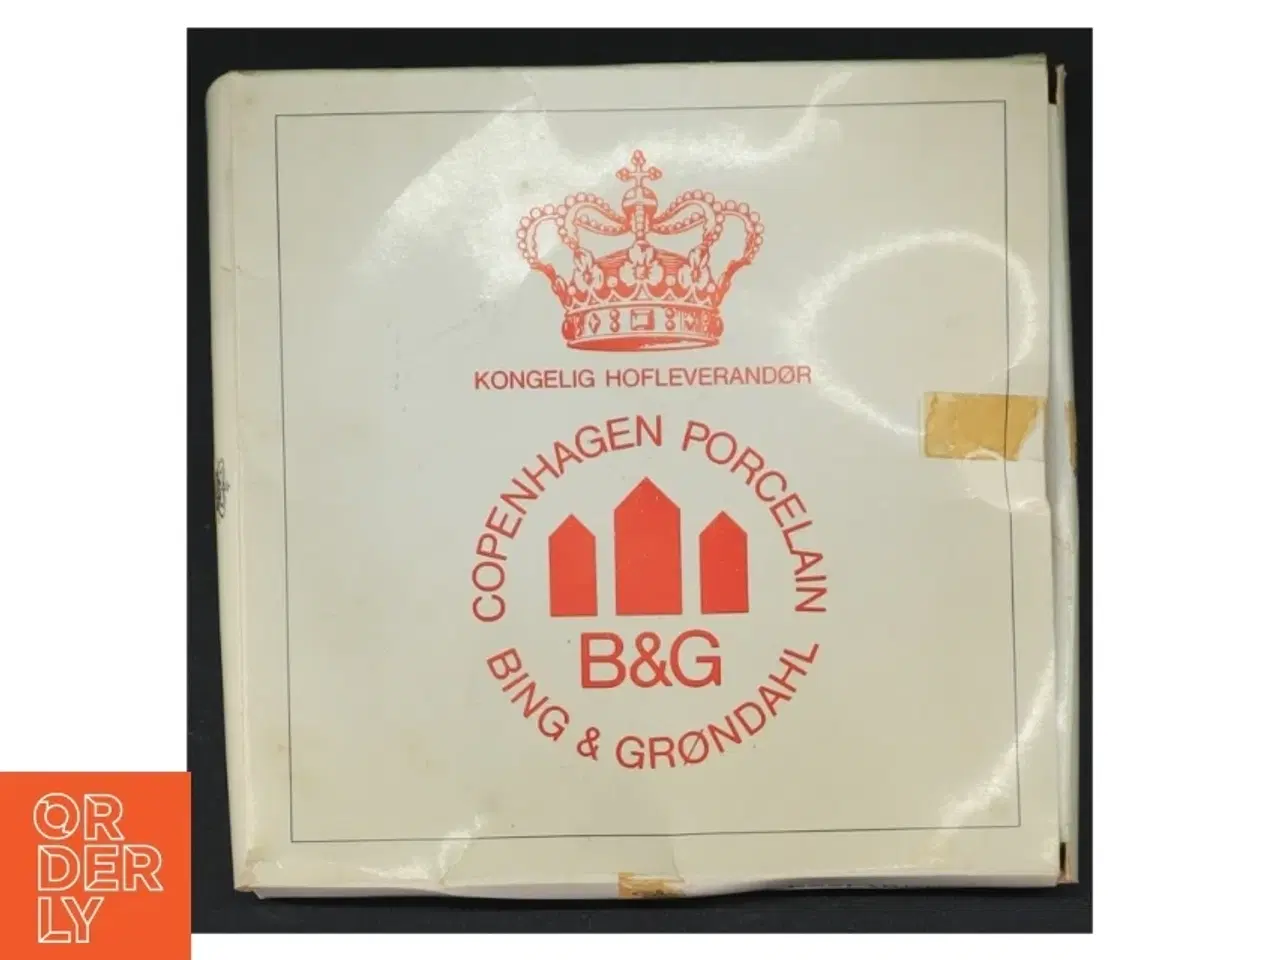 KONGELIG HOFLEVERANDØR
COPENHAGEN PORCELAIN
B&G
BING & GRØNDAHL
ORDERLY